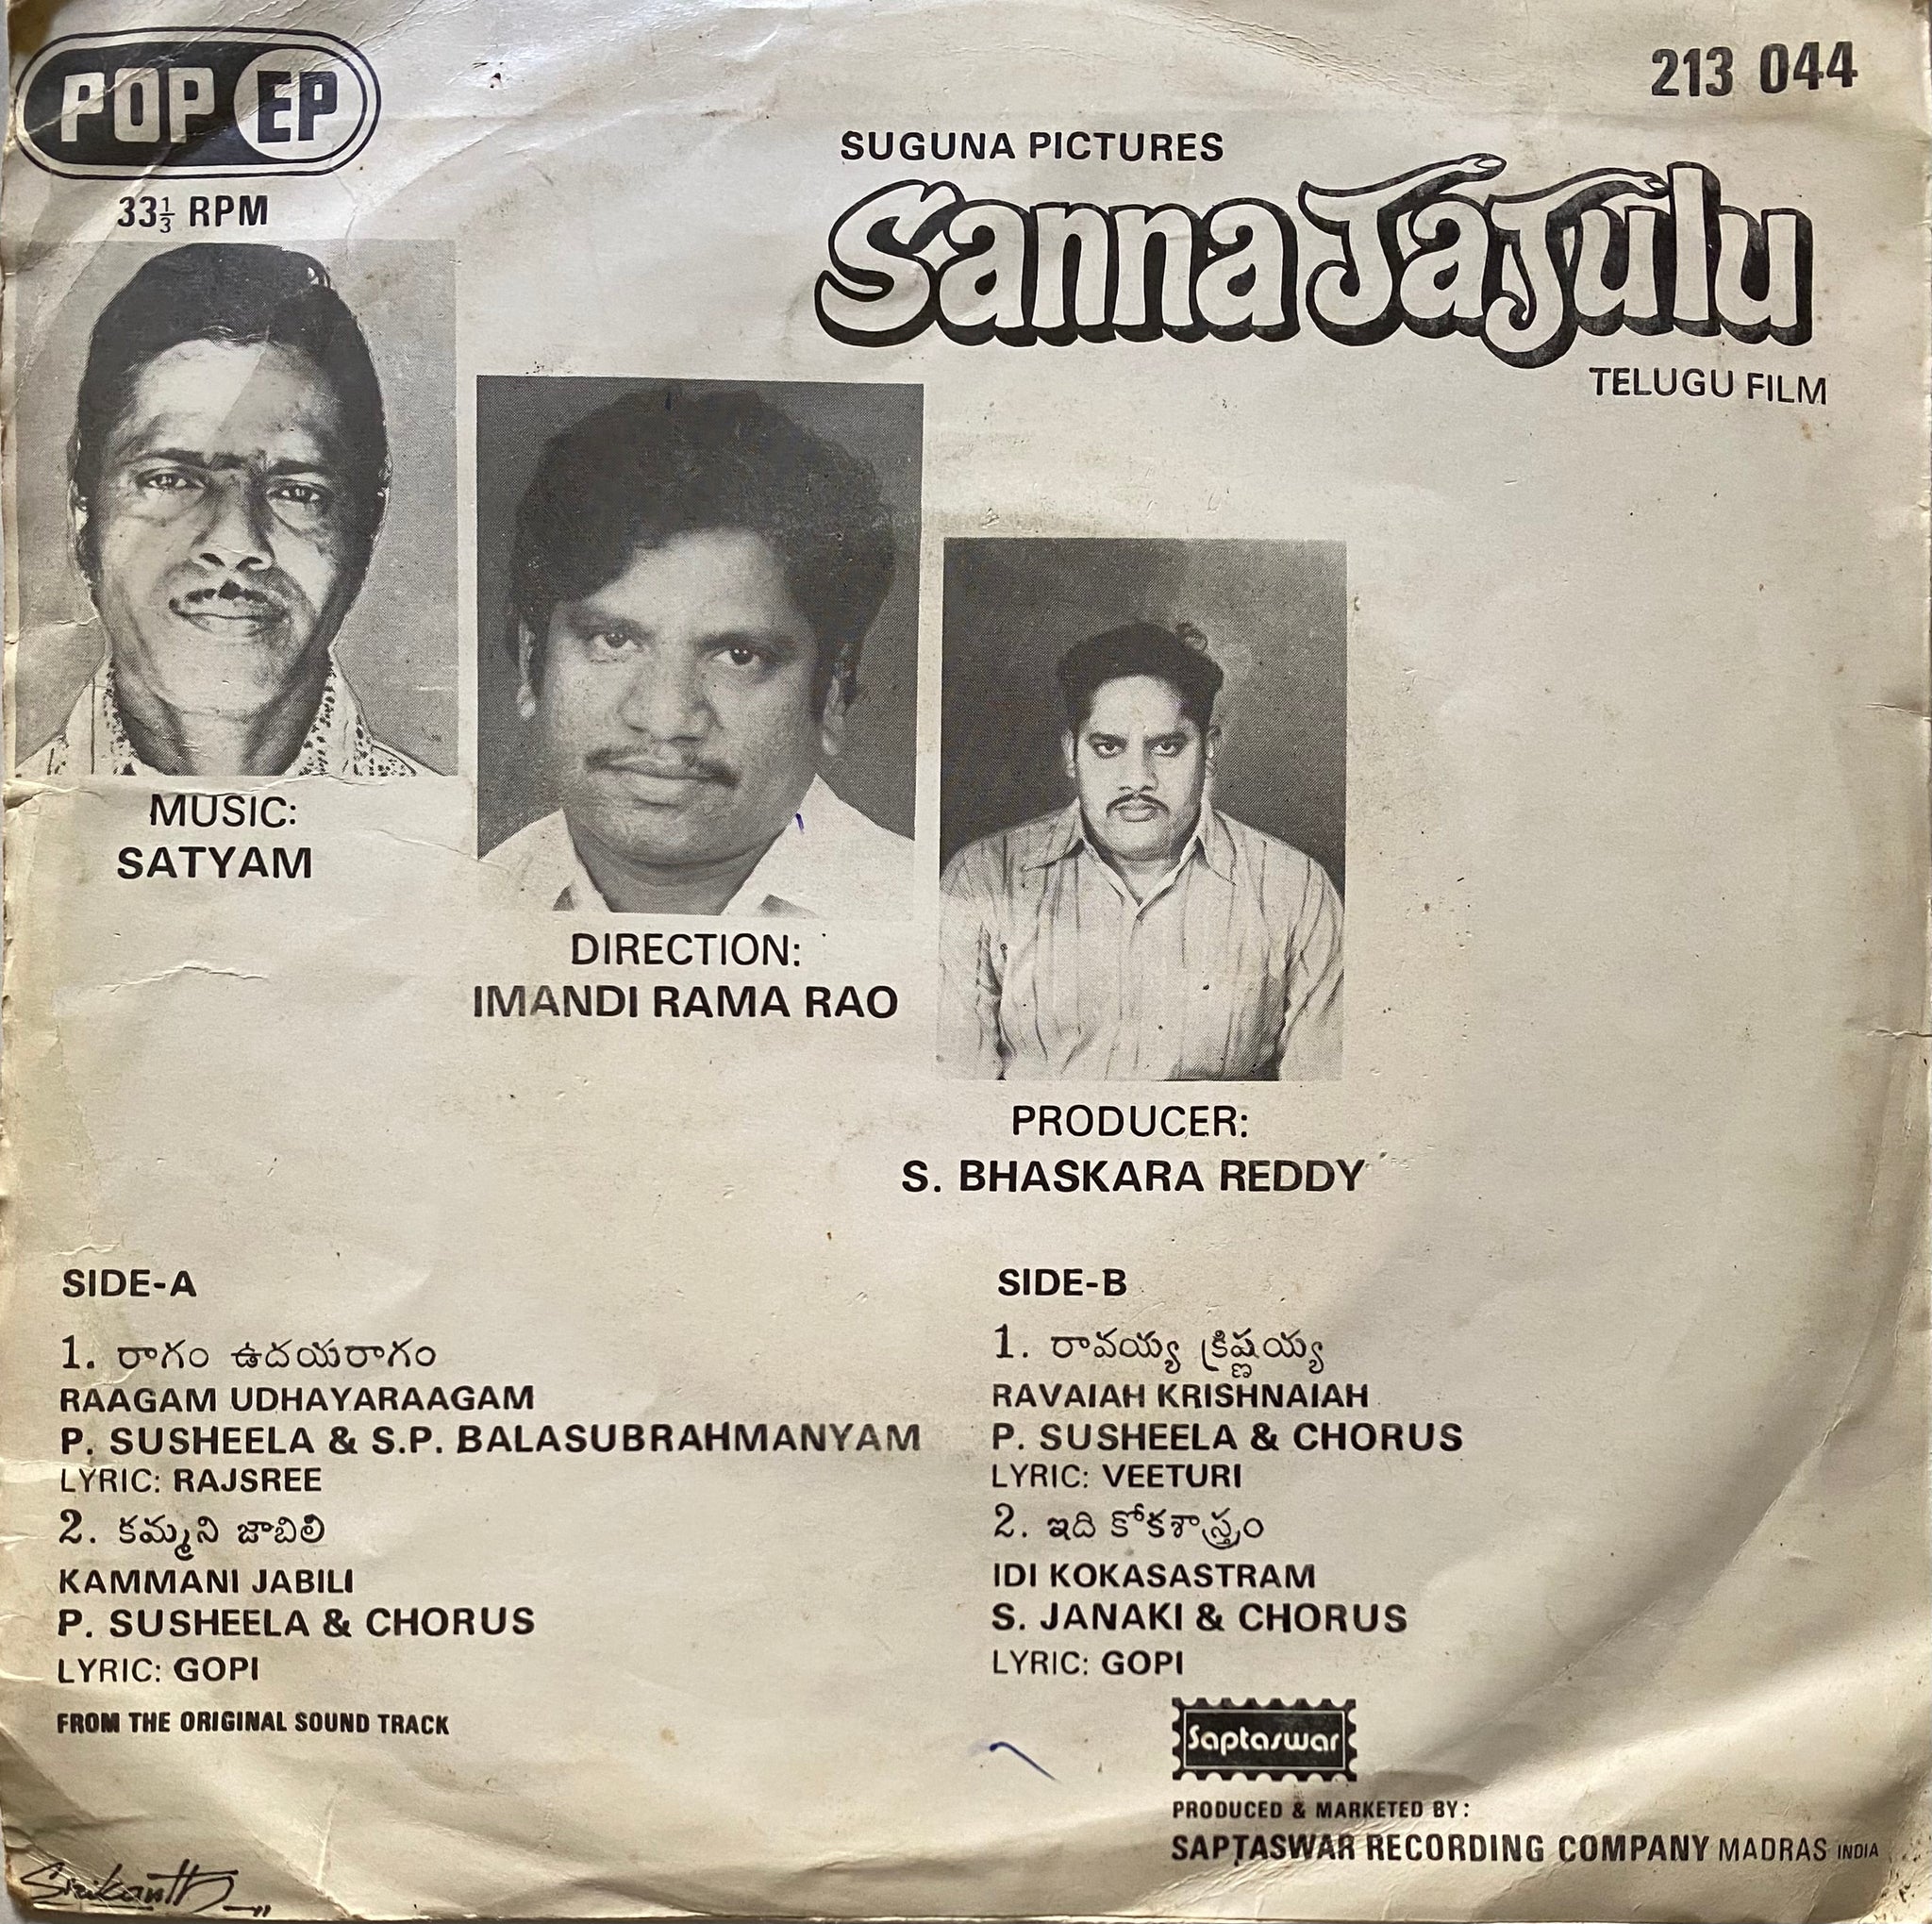 POP EP
213 044
33⅓ RPM
SUGUNA PICTURES
Sanna Jajulu
TELUGU FILM
MUSIC:
SATYAM
DIRECTION:
IMANDI RAMA RAO
PRODUCER:
S. BHASKARA REDDY
SIDE-A
1. రాగం ఉదయరాగం
RAAGAM UDHAYARAAGAM
P. SUSHEELA & S.P. BALASUBRAHMANYAM
LYRIC: RAJSREE
2. కమ్మని జాబిలి
KAMMANI JABILI
P. SUSHEELA & CHORUS
LYRIC: GOPI
FROM THE ORIGINAL SOUND TRACK
SIDE-B
1. రావయ్య క్రిష్ణయ్య
RAVAIAH KRISHNAIAH
P. SUSHEELA & CHORUS
LYRIC: VEETURI
2. ఇది కోకశాస్త్రం
IDI KOKASASTRAM
S. JANAKI & CHORUS
LYRIC: GOPI
Saptaswar
PRODUCED & MARKETED BY:
SAPTASWAR RECORDING COMPANY MADRAS INDIA
Srikanth